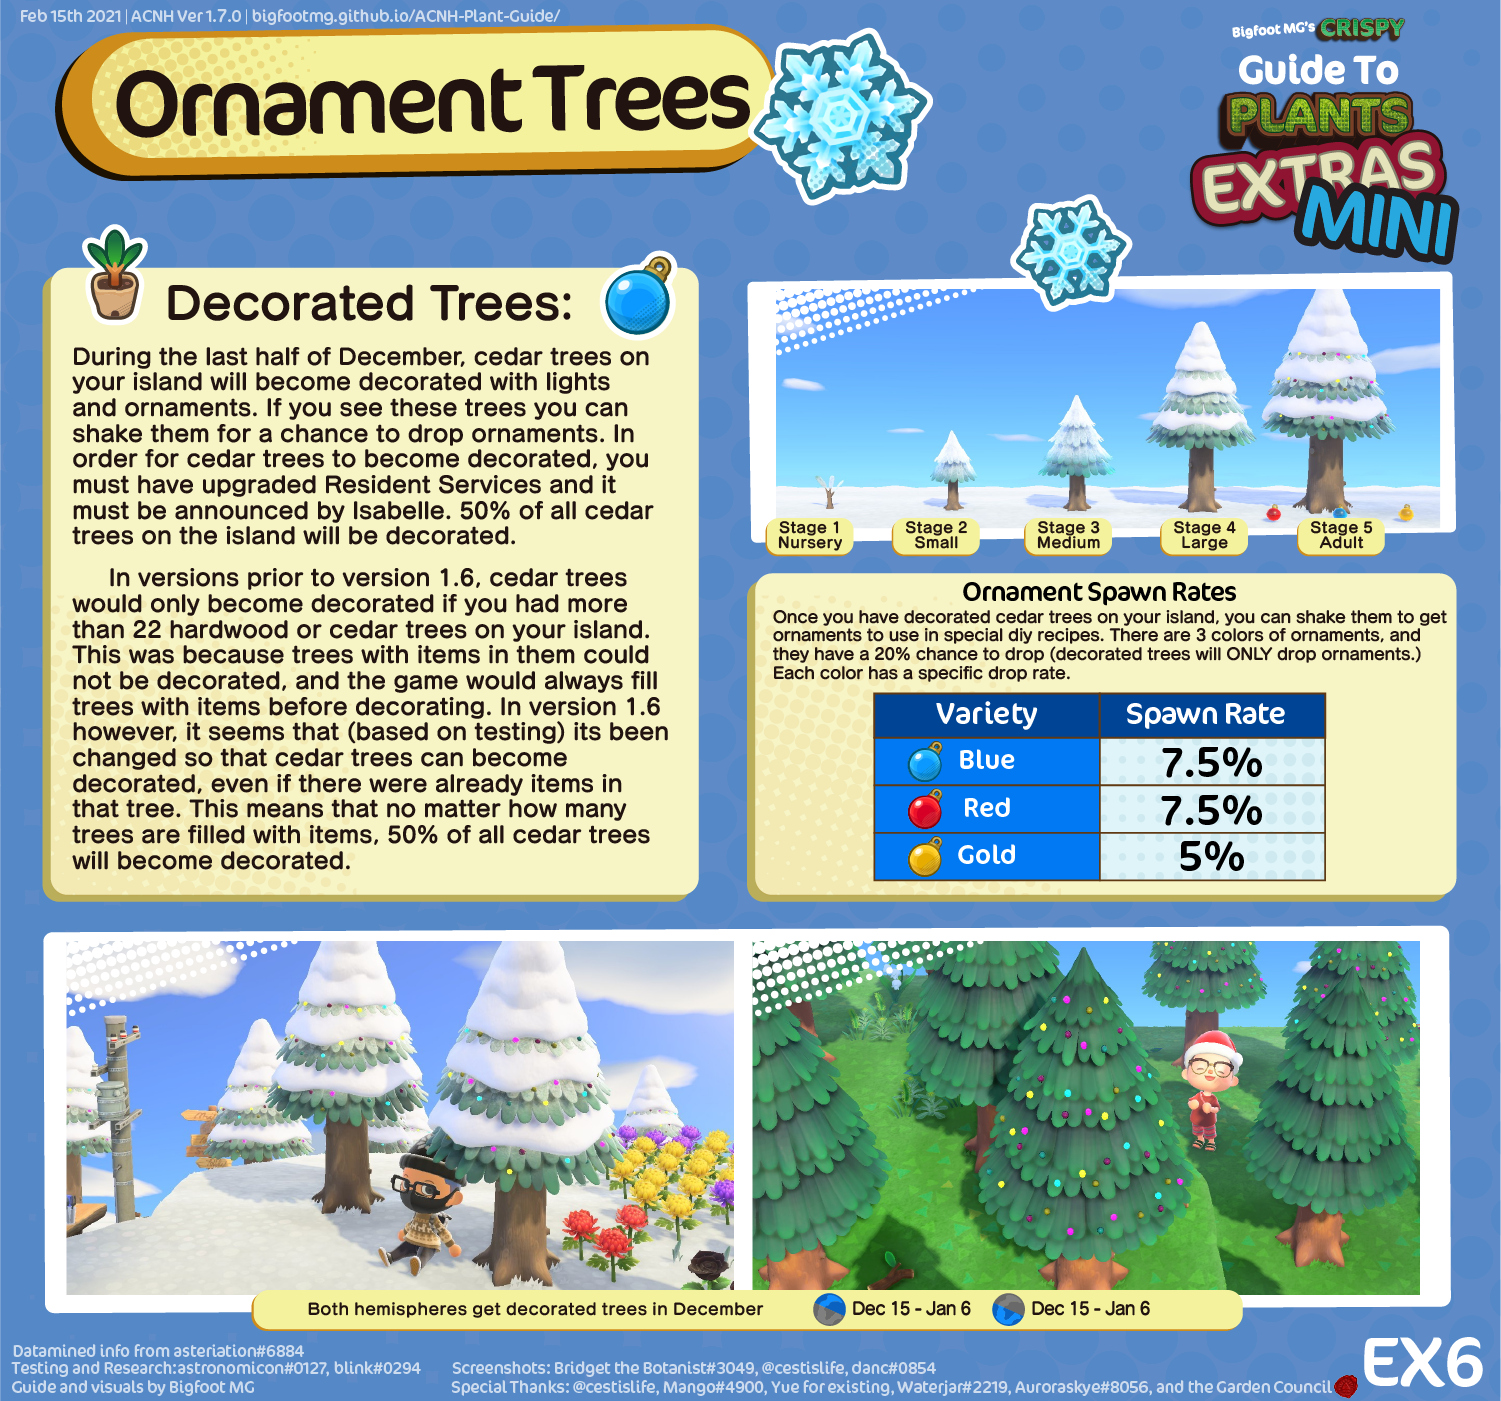 Feb 15th 2021 | ACNH Ver 1.7.0 | bigfootmg.github.io/ACNH-Plant-Guide/
Ornament Trees
Bigfoot MG's CRISPY
Guide To
PLANTS
EXTRAS
MINI
Decorated Trees:
During the last half of December, cedar trees on
your island will become decorated with lights
and ornaments. If you see these trees you can
shake them for a chance to drop ornaments. In
order for cedar trees to become decorated, you
must have upgraded Resident Services and it
must be announced by Isabelle. 50% of all cedar
trees on the island will be decorated.
In versions prior to version 1.6, cedar trees
would only become decorated if you had more
than 22 hardwood or cedar trees on your island.
This was because trees with items in them could
not be decorated, and the game would always fill
trees with items before decorating. In version 1.6
however, it seems that (based on testing) its been
changed so that cedar trees can become
decorated, even if there were already items in
that tree. This means that no matter how many
trees are filled with items, 50% of all cedar trees
will become decorated.
Stage 1
Nursery
Stage 2
Small
Stage 3
Medium
Stage 4
Large
Stage 5
Adult
Ornament Spawn Rates
Once you have decorated cedar trees on your island, you can shake them to get
ornaments to use in special diy recipes. There are 3 colors of ornaments, and
they have a 20% chance to drop (decorated trees will ONLY drop ornaments.)
Each color has a specific drop rate.
Variety Spawn Rate
Blue 7.5%
Red 7.5%
Gold 5%
Both hemispheres get decorated trees in December Dec 15 - Jan 6 Dec 15 - Jan 6
Datamined info from asteriation#6884
Testing and Research:astronomicon#0127, blink#0294
Guide and visuals by Bigfoot MG
Screenshots: Bridget the Botanist#3049, @cestislife, danc#0854
Special Thanks: @cestislife, Mango#4900, Yue for existing, Waterjar#2219, Auroraskye#8056, and the Garden Council
EX6